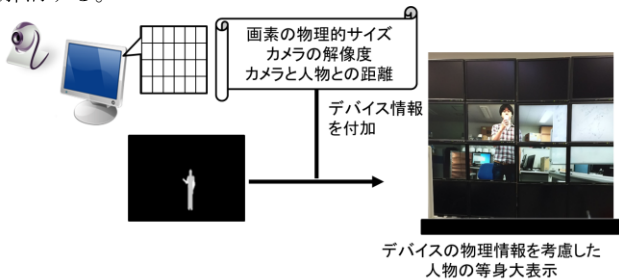 画素の物理的サイズ
カメラの解像度
カメラと人物との距離
デバイス情報
を付加
デバイスの物理情報を考慮した
人物の等身大表示